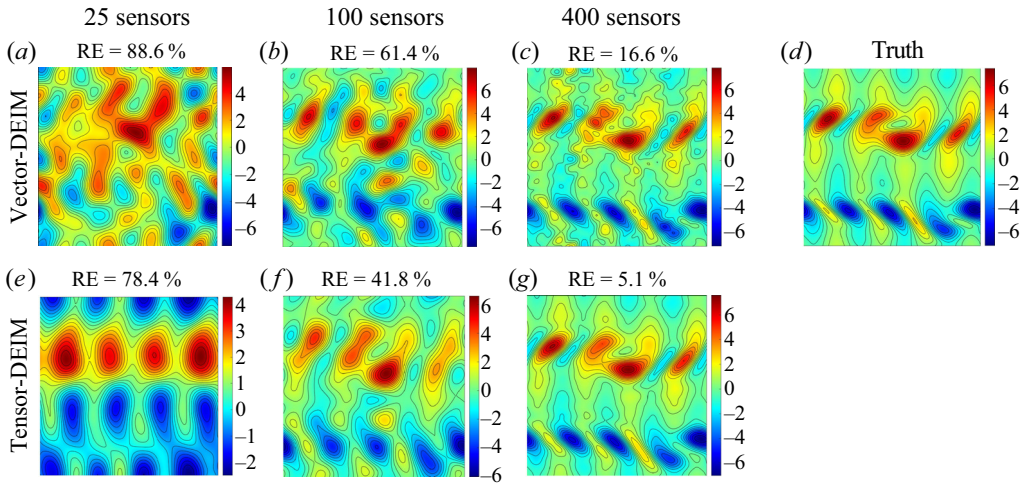 25 sensors
100 sensors
400 sensors
Vector-DEIM
(a)
RE = 88.6 %
4
2
0
−2
−4
−6
(b)
RE = 61.4 %
6
4
2
0
−2
−4
−6
(c)
RE = 16.6 %
6
4
2
0
−2
−4
−6
(d)
Truth
6
4
2
0
−2
−4
−6
Tensor-DEIM
(e)
RE = 78.4 %
4
3
2
1
0
−1
−2
(f)
RE = 41.8 %
6
4
2
0
−2
−4
−6
(g)
RE = 5.1 %
6
4
2
0
−2
−4
−6